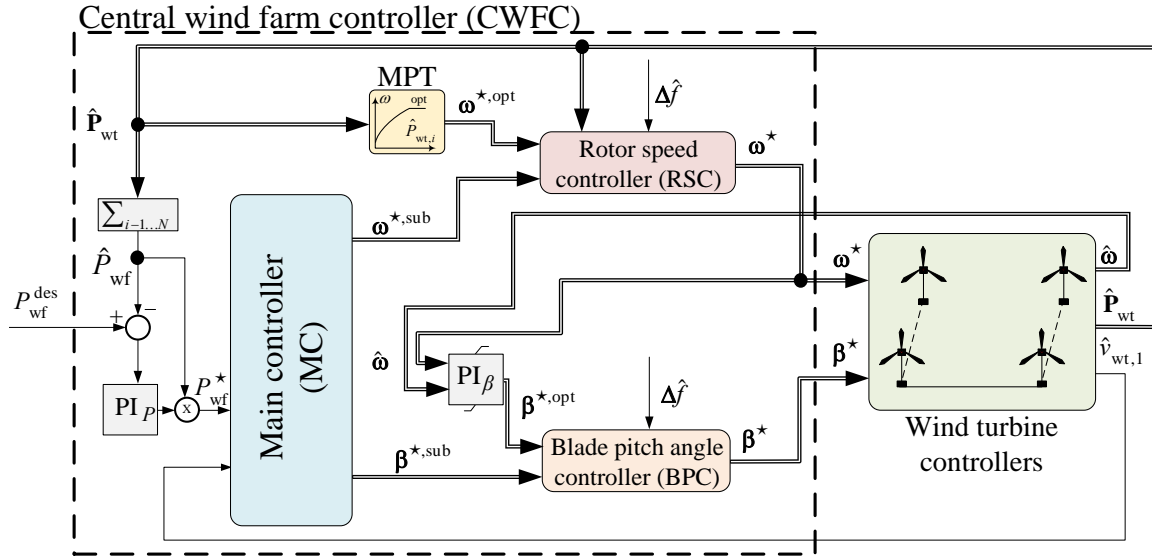 Central wind farm controller (CWFC)
MPT
ω
opt
P̂wt,i
ω⋆,opt
Δf̂
P̂wt
Rotor speed
controller (RSC)
ω⋆
∑i−1…N
ω⋆,sub
P̂wf
Main controller
(MC)
ω⋆
ω̂
Pwfdes
+
−
P̂wt
ω̂
PIβ
Δf̂
β⋆
v̂wt,1
PIP
x
Pwf⋆
β⋆,opt
β⋆,sub
Blade pitch angle
controller (BPC)
β⋆
Wind turbine
controllers